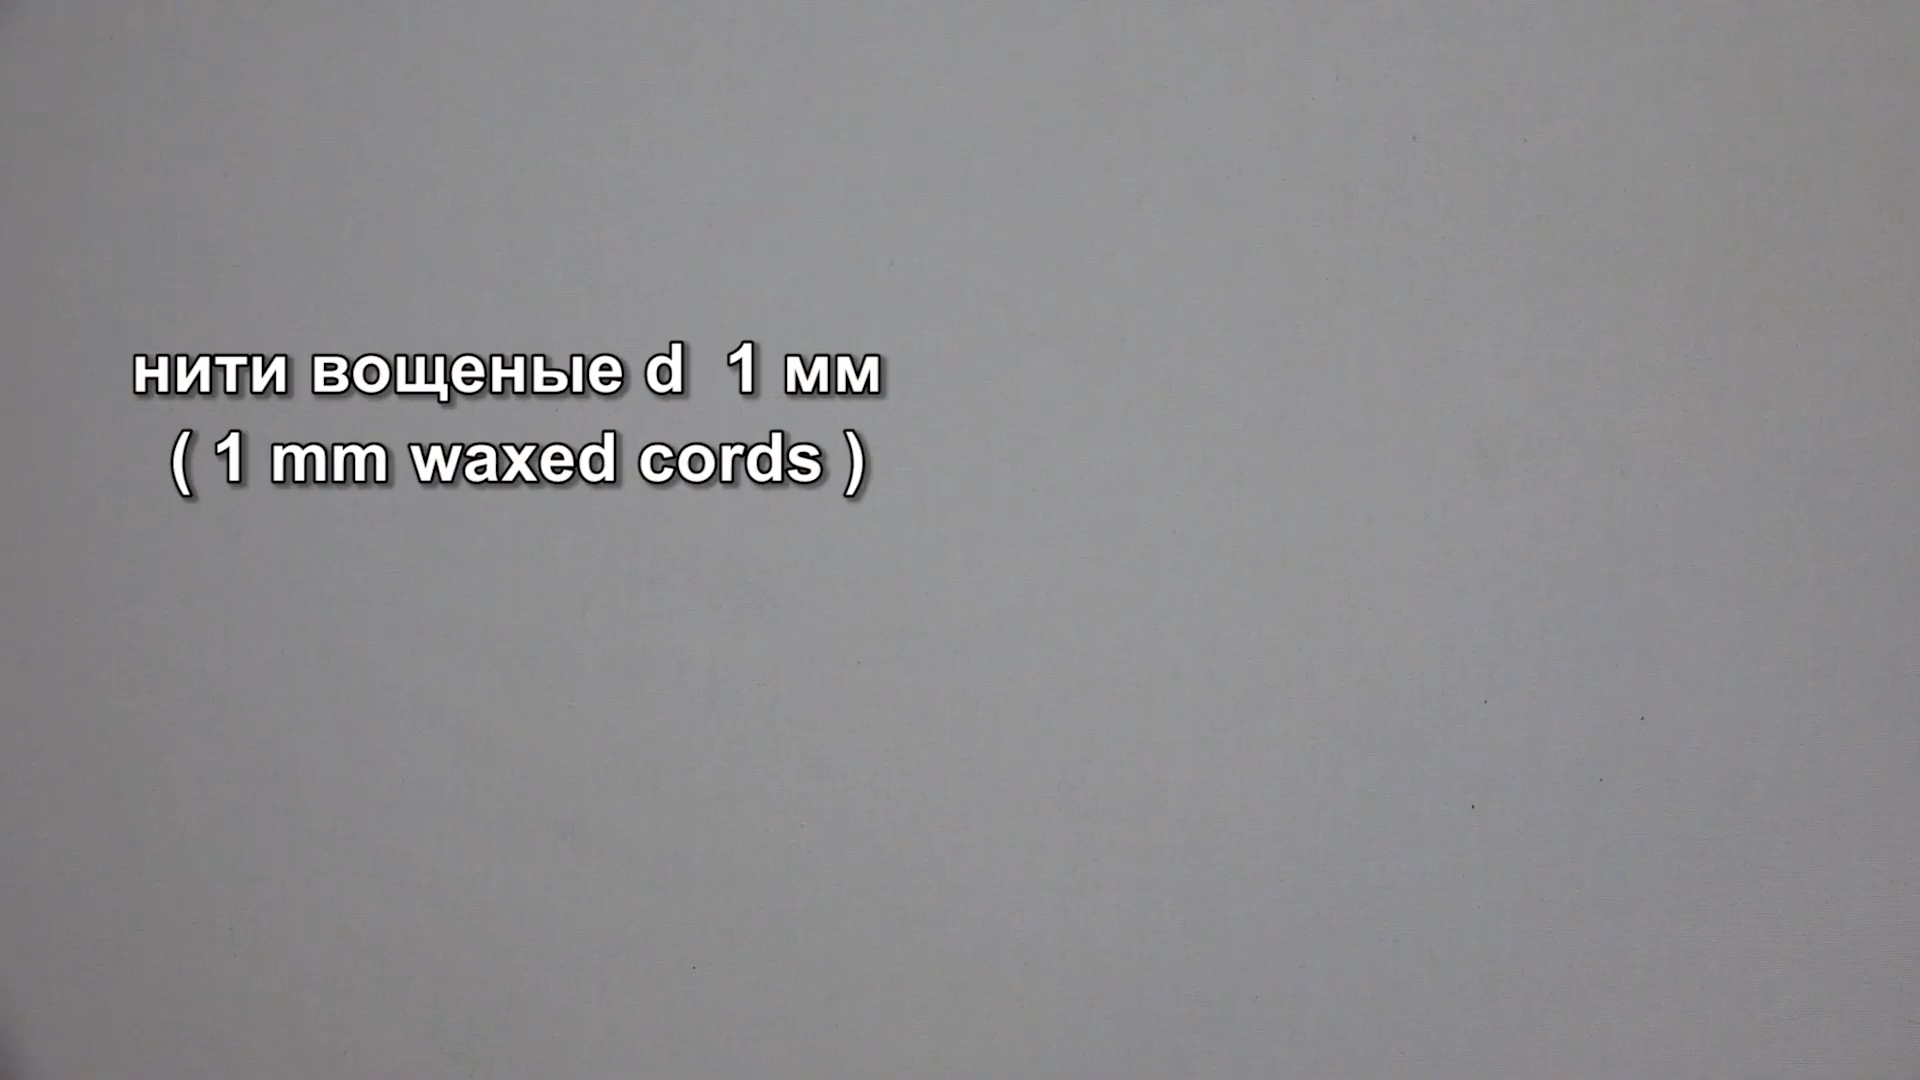 нити вощеные d 1 мм
( 1 mm waxed cords )